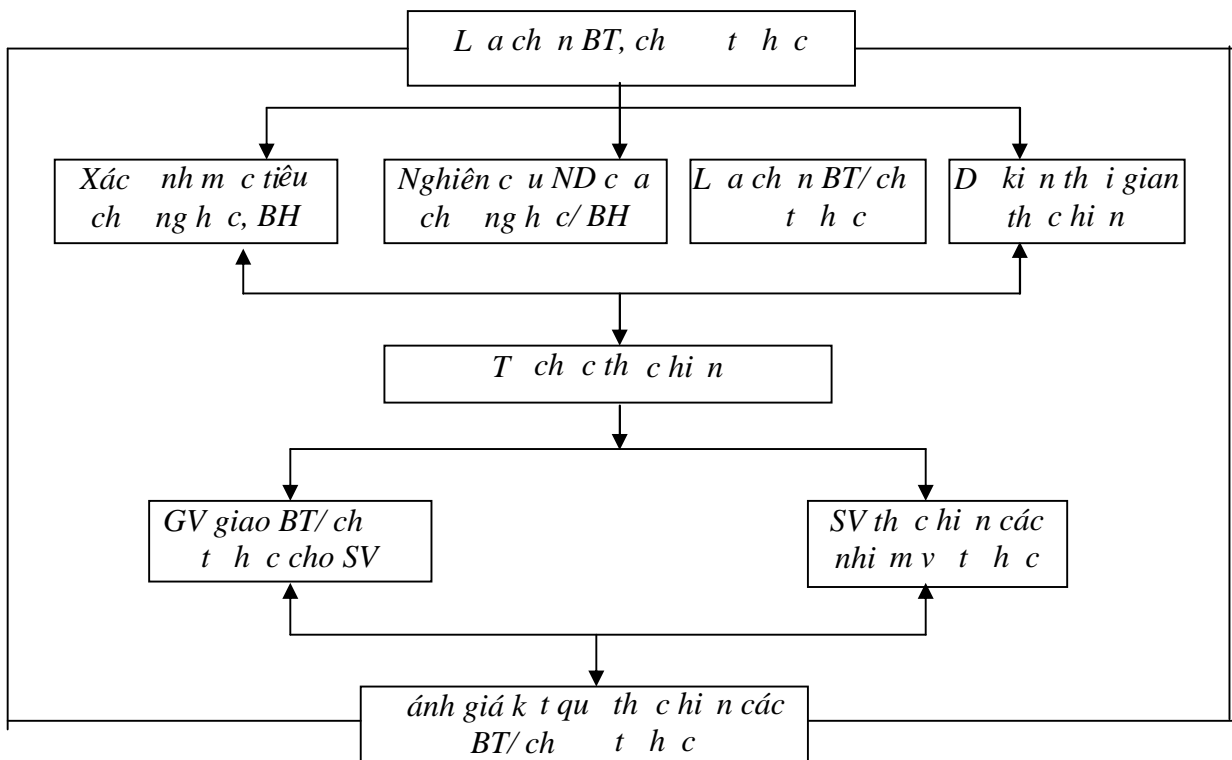 L a ch n BT, ch t h c
Xác nh m c tiêu
ch ng h c, BH
Nghiên c u ND c a
ch ng h c/ BH
L a ch n BT/ ch
t h c
D ki n th i gian
th c hi n
T ch c th c hi n
GV giao BT/ ch
t h c cho SV
SV th c hi n các
nhi m v t h c
ánh giá k t qu th c hi n các
BT/ ch t h c